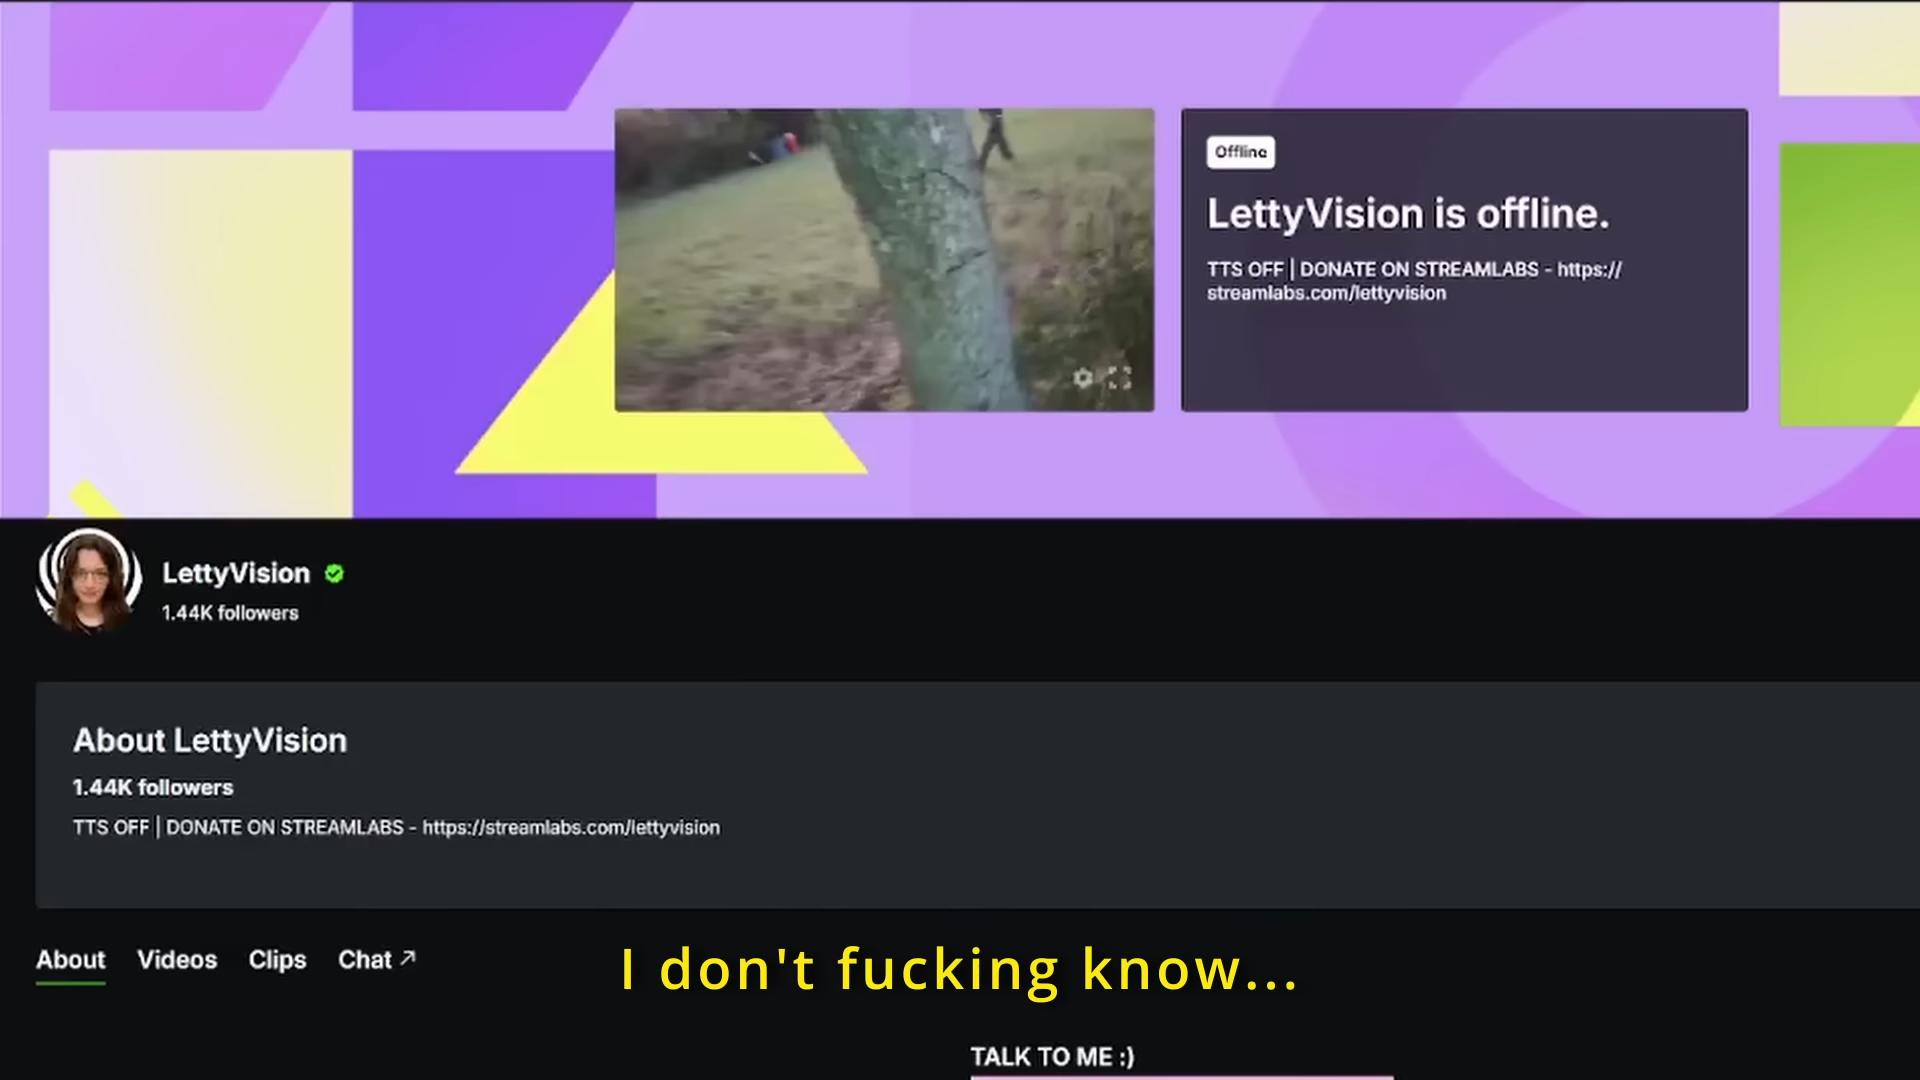 Offline
LettyVision is offline.
TTS OFF | DONATE ON STREAMLABS - https://
streamlabs.com/lettyvision
LettyVision
1.44K followers
About LettyVision
1.44K followers
TTS OFF | DONATE ON STREAMLABS - https://streamlabs.com/lettyvision
About Videos Clips Chat
I don't fucking know...
TALK TO ME :)